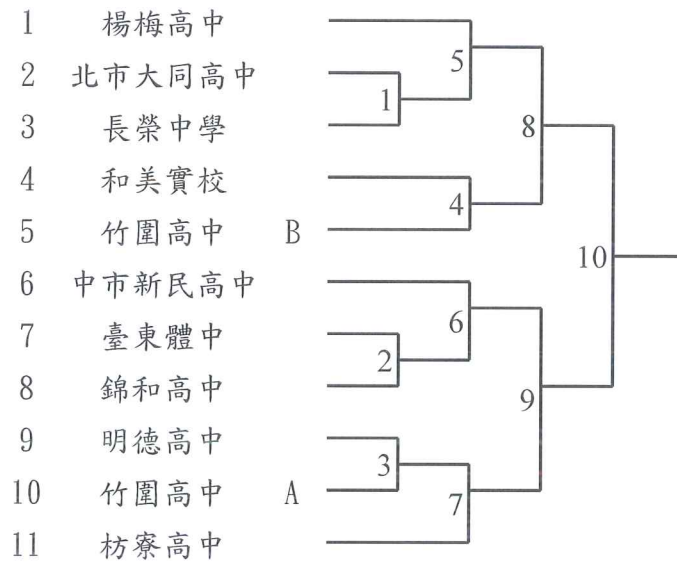 1 楊梅高中
2 北市大同高中
3 長榮中學
4 和美實校
5 竹圍高中 B
6 中市新民高中
7 臺東體中
8 錦和高中
9 明德高中
10 竹圍高中 A
11 枋寮高中
5
1
8
4
10
6
2
9
3
7